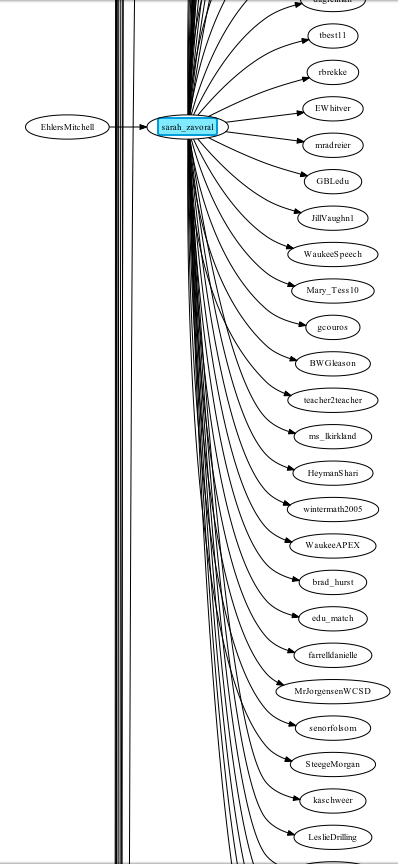 tbest11
rbrekke
EWhitver
EhlersMitchell
sarah_zavoral
mradreier
GBLedu
JillVaughn1
WaukeeSpeech
Mary_Tess10
gcouros
BWGleason
teacher2teacher
ms_lkirkland
HeymanShari
wintermath2005
WaukeeAPEX
brad_hurst
edu_match
farrelldanielle
MrJorgensenWCSD
senorfolsom
SteegeMorgan
kaschweer
LeslieDrilling